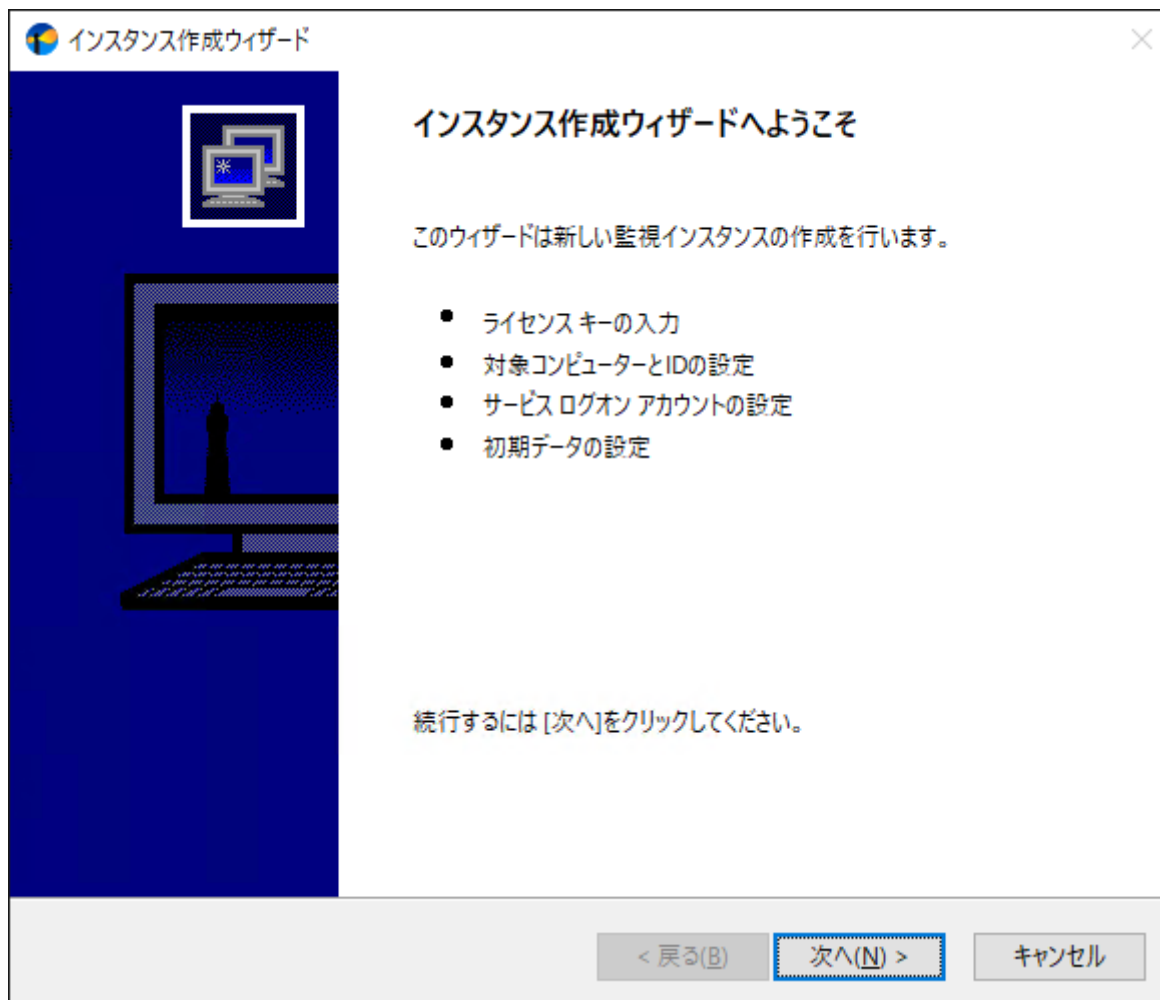 インスタンス作成ウィザード
インスタンス作成ウィザードへようこそ
このウィザードは新しい監視インスタンスの作成を行います。
● ライセンス キーの入力
● 対象コンピューターとIDの設定
● サービス ログオン アカウントの設定
● 初期データの設定
続行するには [次へ]をクリックしてください。
< 戻る(B) 次へ(N) > キャンセル